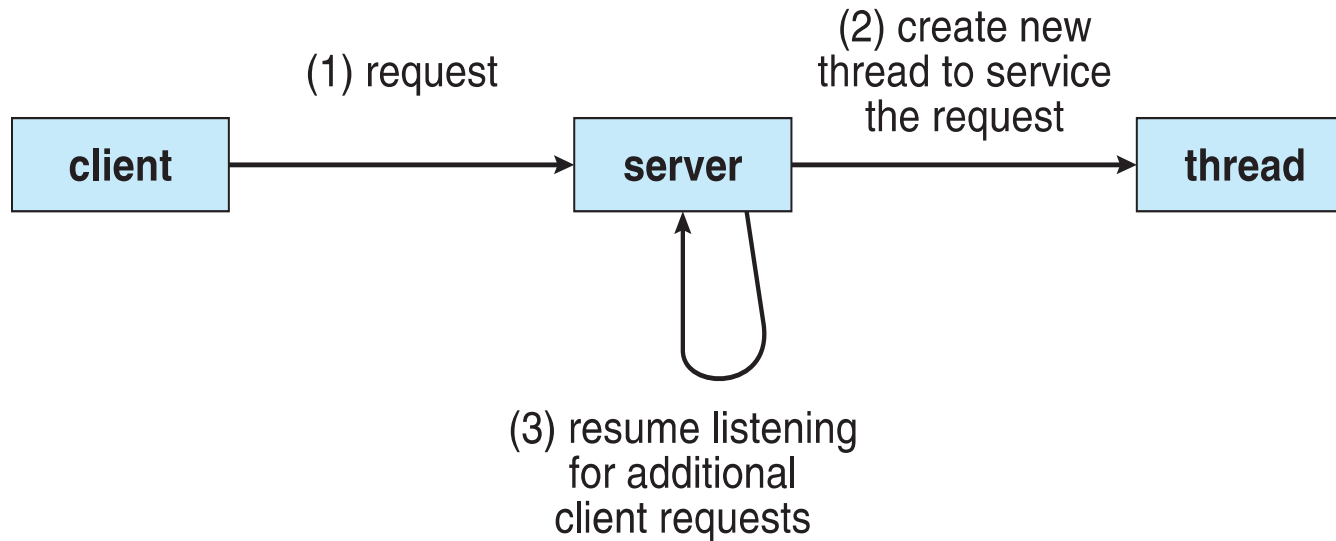 (1) request
(2) create new
thread to service
the request
client
server
thread
(3) resume listening
for additional
client requests